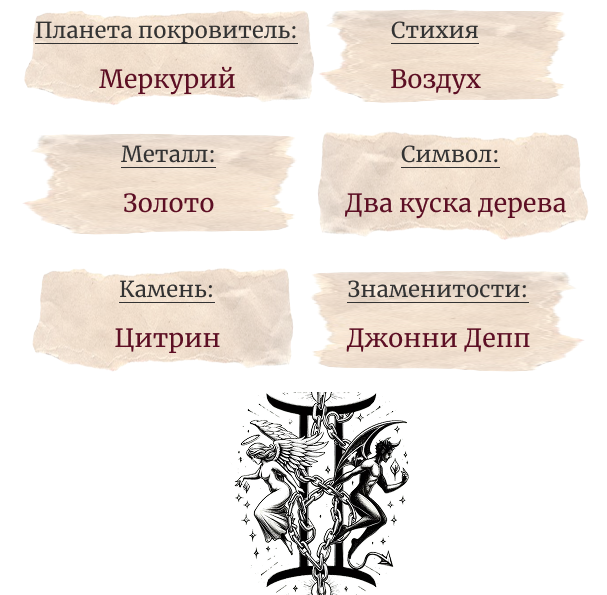 Планета покровитель:
Меркурий
Стихия
Воздух
Металл:
Золото
Символ:
Два куска дерева
Камень:
Цитрин
Знаменитости:
Джонни Депп